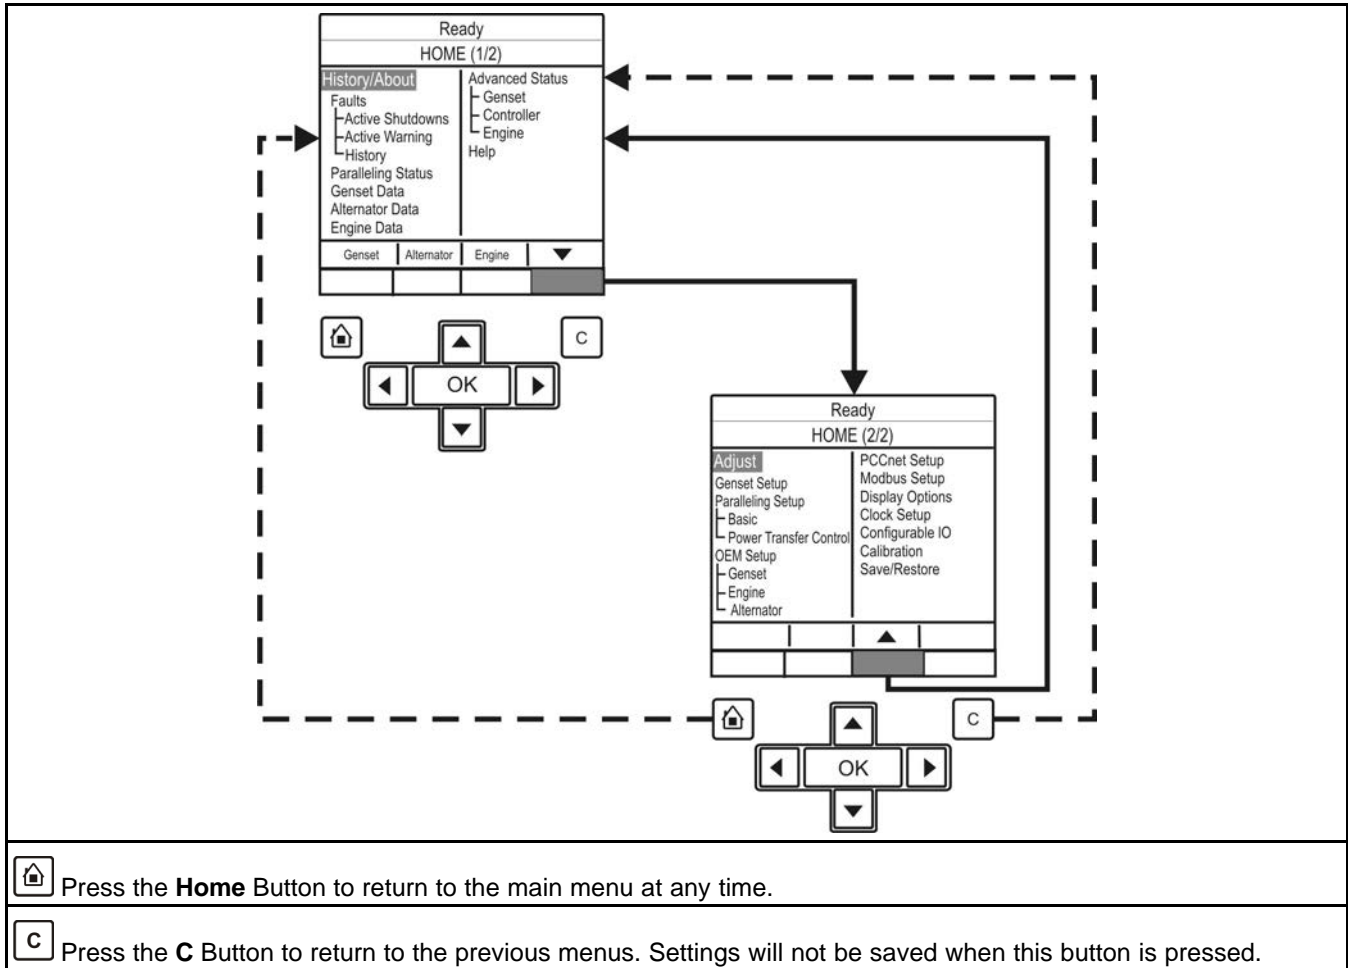 Ready
HOME (1/2)
History/About
Faults
Active Shutdowns
Active Warning
History
Paralleling Status
Genset Data
Alternator Data
Engine Data
Advanced Status
Genset
Controller
Engine
Help
Genset Alternator Engine
C
OK
Ready
HOME (2/2)
Adjust
Genset Setup
Paralleling Setup
Basic
Power Transfer Control
OEM Setup
Genset
Engine
Alternator
PCCnet Setup
Modbus Setup
Display Options
Clock Setup
Configurable IO
Calibration
Save/Restore
C
OK
Press the Home Button to return to the main menu at any time.
C Press the C Button to return to the previous menus. Settings will not be saved when this button is pressed.